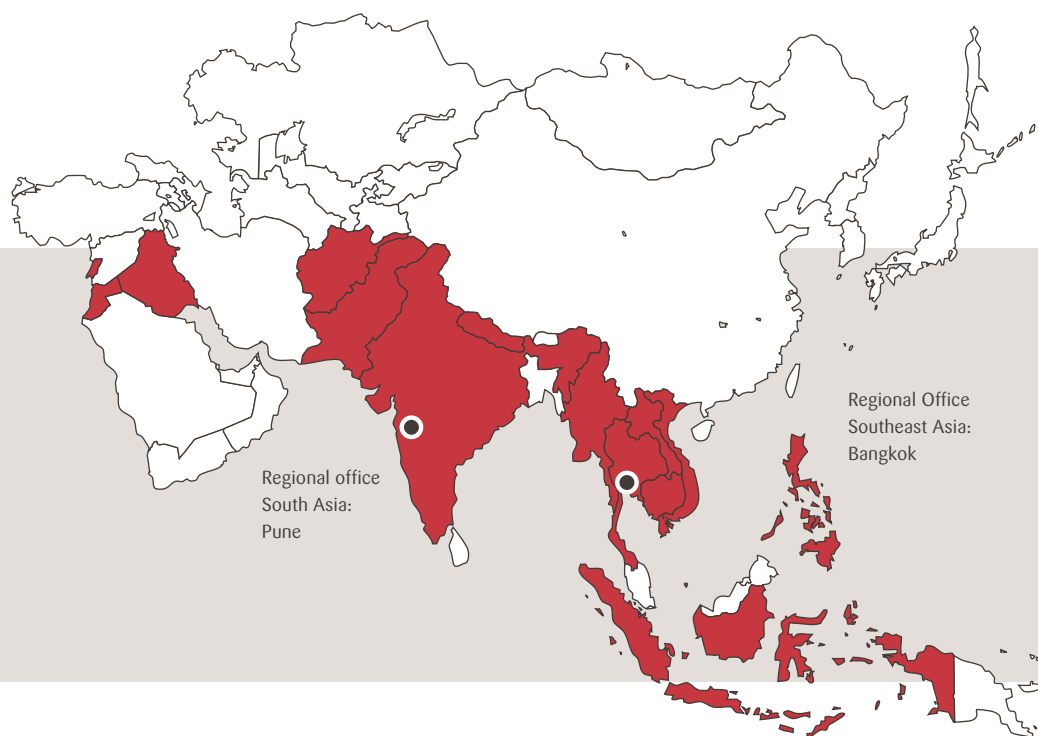 Regional office
South Asia:
Pune
Regional Office
Southeast Asia:
Bangkok